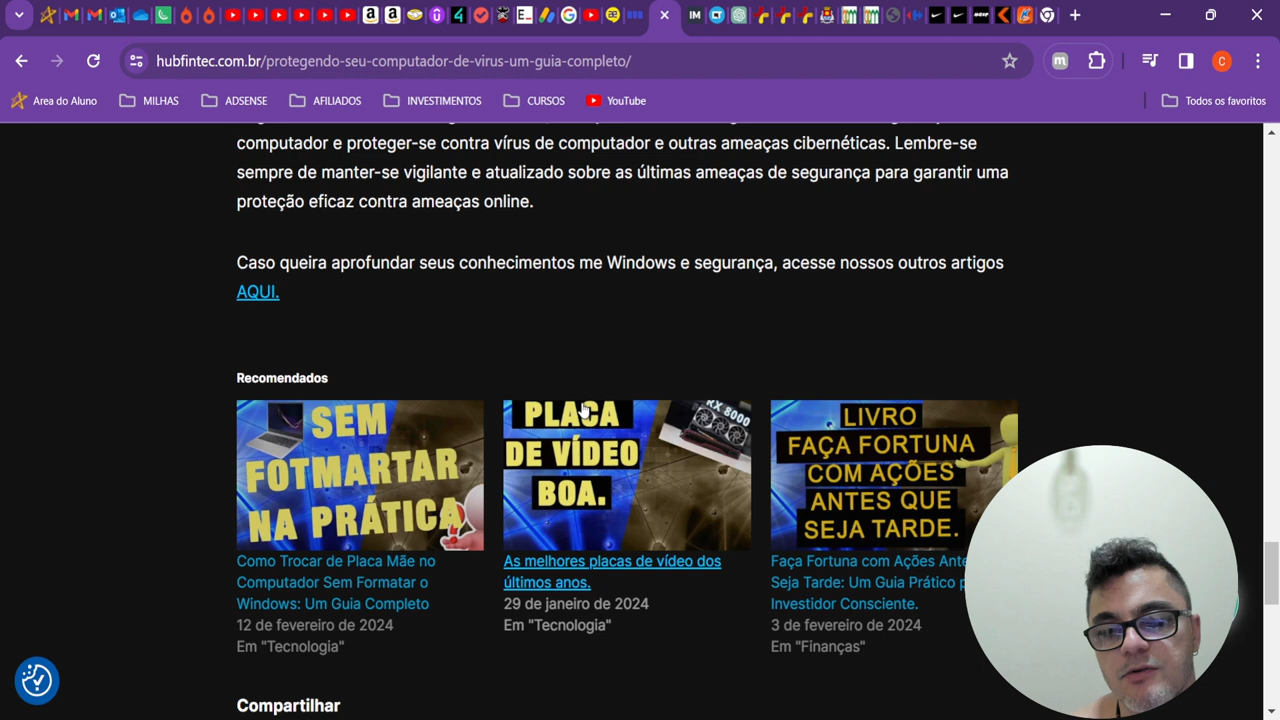 hubfintec.com.br/protegendo-seu-computador-de-virus-um-guia-completo/
Area do Aluno
MILHAS
ADSENSE
AFILIADOS
INVESTIMENTOS
CURSOS
YouTube
Todos os favoritos
computador e proteger-se contra vírus de computador e outras ameaças cibernéticas. Lembre-se
sempre de manter-se vigilante e atualizado sobre as últimas ameaças de segurança para garantir uma
proteção eficaz contra ameaças online.
Caso queira aprofundar seus conhecimentos me Windows e segurança, acesse nossos outros artigos
AQUI.
Recomendados
SEM
FOTMARTAR
NA PRÁTICA
PLACA
DE VÍDEO
BOA.
RX 8000
LIVRO
FAÇA FORTUNA
COM AÇÕES
ANTES QUE
SEJA TARDE.
Como Trocar de Placa Mãe no
Computador Sem Formatar o
Windows: Um Guia Completo
12 de fevereiro de 2024
Em "Tecnologia"
As melhores placas de vídeo dos
últimos anos.
29 de janeiro de 2024
Em "Tecnologia"
Faça Fortuna com Ações Ante
Seja Tarde: Um Guia Prático p
Investidor Consciente.
3 de fevereiro de 2024
Em "Finanças"
Compartilhar